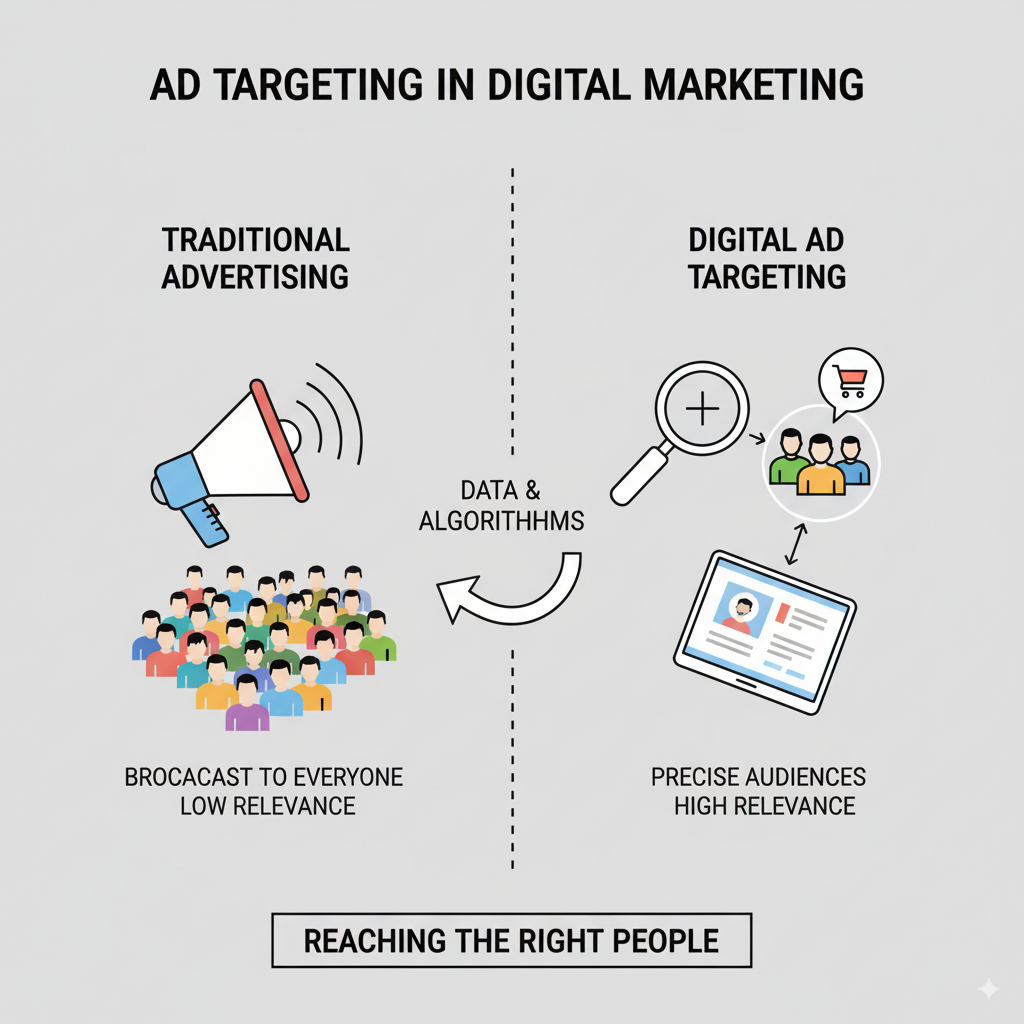 AD TARGETING IN DIGITAL MARKETING
TRADITIONAL
ADVERTISING
DIGITAL AD
TARGETING
DATA &
ALGORITHHMS
BROCACAST TO EVERYONE
LOW RELEVANCE
PRECISE AUDIENCES
HIGH RELEVANCE
REACHING THE RIGHT PEOPLE